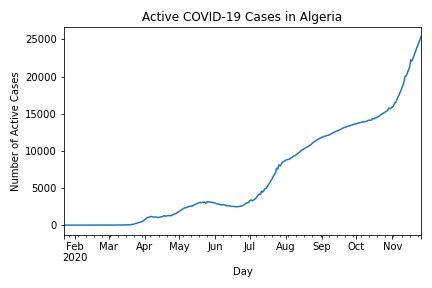 Active COVID-19 Cases in Algeria
Number of Active Cases
25000
20000
15000
10000
5000
0
Feb Mar Apr May Jun Jul Aug Sep Oct Nov
2020
Day